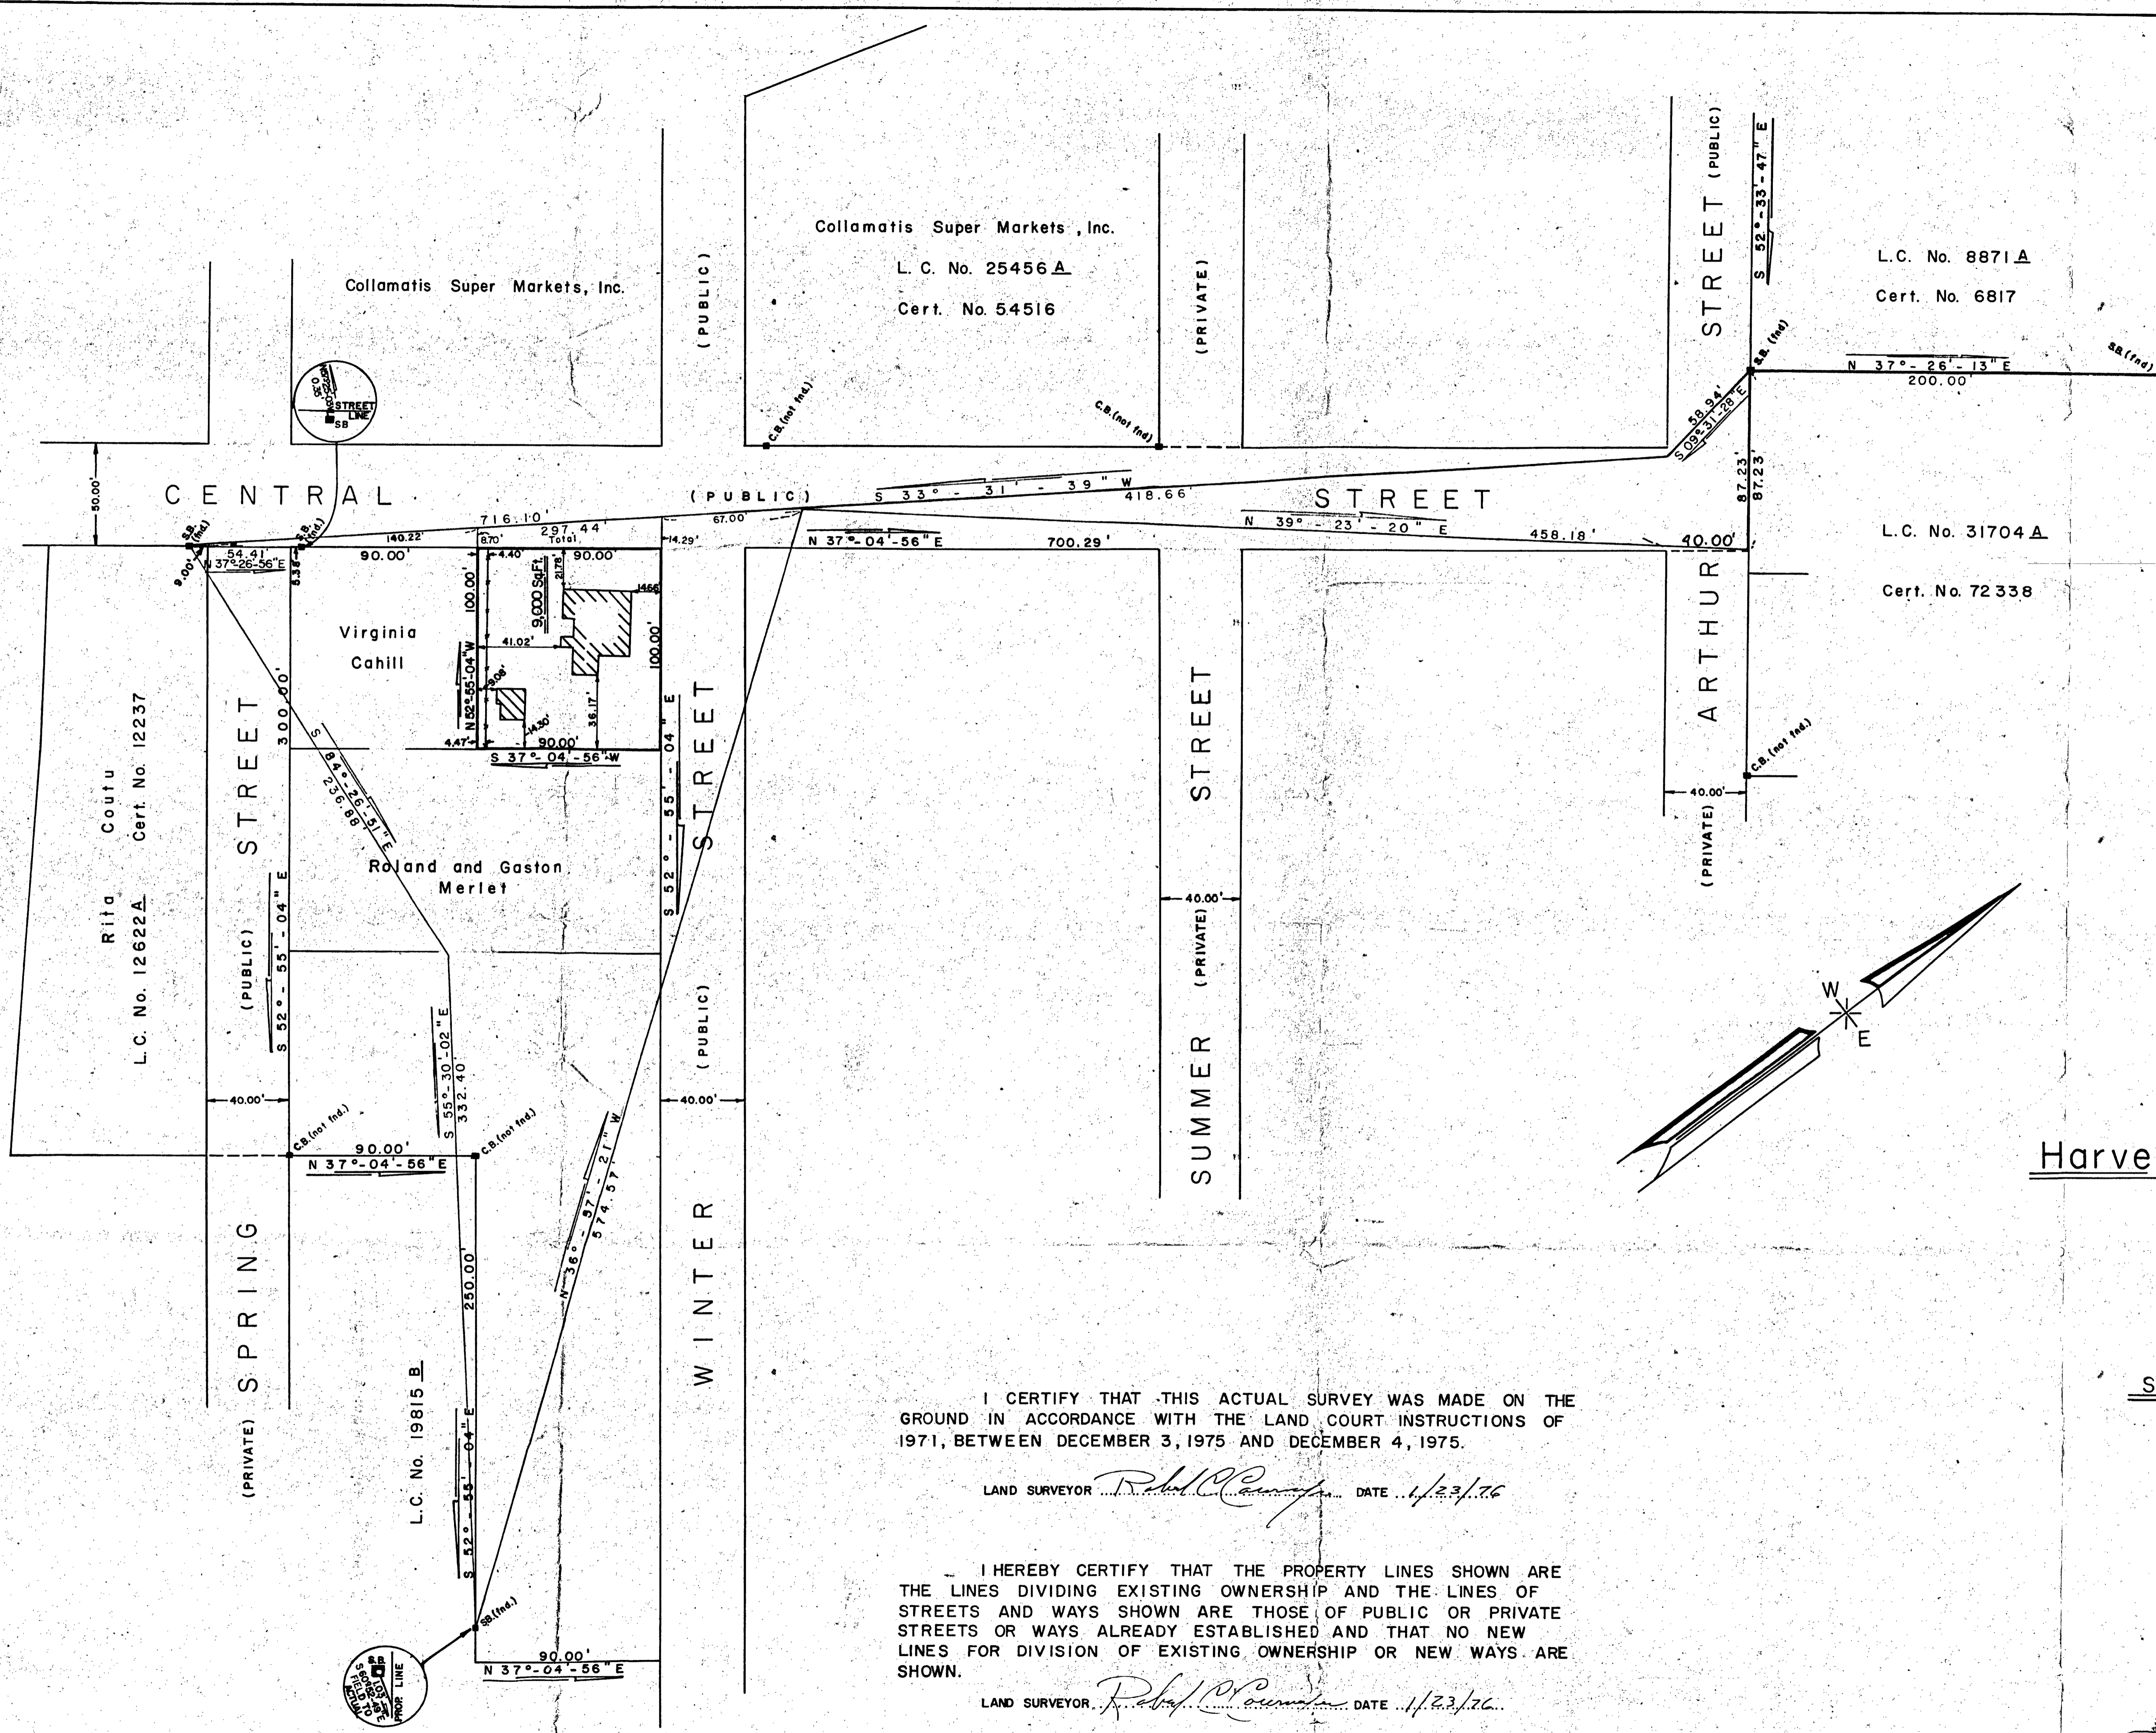 Collamatis Super Markets, Inc.
(PUBLIC)
Collamatis Super Markets, Inc.
L. C. No. 25456 A
Cert. No. 54516
(PRIVATE)
STREET (PUBLIC)
S 52°-33'-47" E
L.C. No. 8871 A
Cert. No. 6817
S.B. (fnd)
S.B. (fnd)
N 37°-26'-13" E
200.00'
58.94'
S 09°-31'-28" E
87.23'
87.23'
C.B. (not fnd.)
C.B. (not fnd)
STREET
LINE
SB
50.00'
CENTRAL
(PUBLIC)
STREET
S 33° - 31' - 39" W
418.66'
716.10'
297.44'
Total
140.22'
8.70'
67.00'
14.29'
N 39° - 23' - 20" E
458.18'
N 37°-04'-56" E
700.29'
40.00'
S.B. (fnd.)
S.B. (fnd.)
9.00'
54.41'
N 37°-26-56" E
5.38'
90.00'
4.40'
90.00'
21.78'
14.66'
9,000 Sq.Ft.
100.00'
100.00'
41.02'
9.08'
N 52°-55'-04" W
14.30'
36.17'
4.47'
90.00'
S 37°-04'-56" W
Virginia
Cahill
L.C. No. 31704 A
Cert. No. 72338
ARTHUR
C.B. (not fnd.)
40.00'
(PRIVATE)
Rita Coutu
L.C. No. 12622 A Cert. No. 12237
STREET
300.00'
S 84°-26'-51" E
236.88'
Roland and Gaston
Merlet
S 52° - 55' - 04" E
STREET
STREET
40.00'
(PRIVATE)
SUMMER
(PUBLIC)
S 52° - 55' - 04" E
(PUBLIC)
S 55°-30'-02" E
332.40'
40.00'
40.00'
C.B. (not fnd.)
C.B. (not fnd.)
90.00'
N 37°-04'-56" E
W
E
N 36° - 57' - 21" W
574.57'
SPRING
(PRIVATE)
WINTER
250.00'
L.C. No. 19815 B
S 52° - 55' - 04" E
S.B. (fnd.)
90.00'
N 37°-04'-56" E
S.B.
PROP. LINE
FIELD TO
ACTUAL
Harve
S
I CERTIFY THAT THIS ACTUAL SURVEY WAS MADE ON THE
GROUND IN ACCORDANCE WITH THE LAND COURT INSTRUCTIONS OF
1971, BETWEEN DECEMBER 3, 1975 AND DECEMBER 4, 1975.
LAND SURVEYOR DATE 1/23/76
I HEREBY CERTIFY THAT THE PROPERTY LINES SHOWN ARE
THE LINES DIVIDING EXISTING OWNERSHIP AND THE LINES OF
STREETS AND WAYS SHOWN ARE THOSE OF PUBLIC OR PRIVATE
STREETS OR WAYS ALREADY ESTABLISHED AND THAT NO NEW
LINES FOR DIVISION OF EXISTING OWNERSHIP OR NEW WAYS ARE
SHOWN.
LAND SURVEYOR DATE 1/23/76